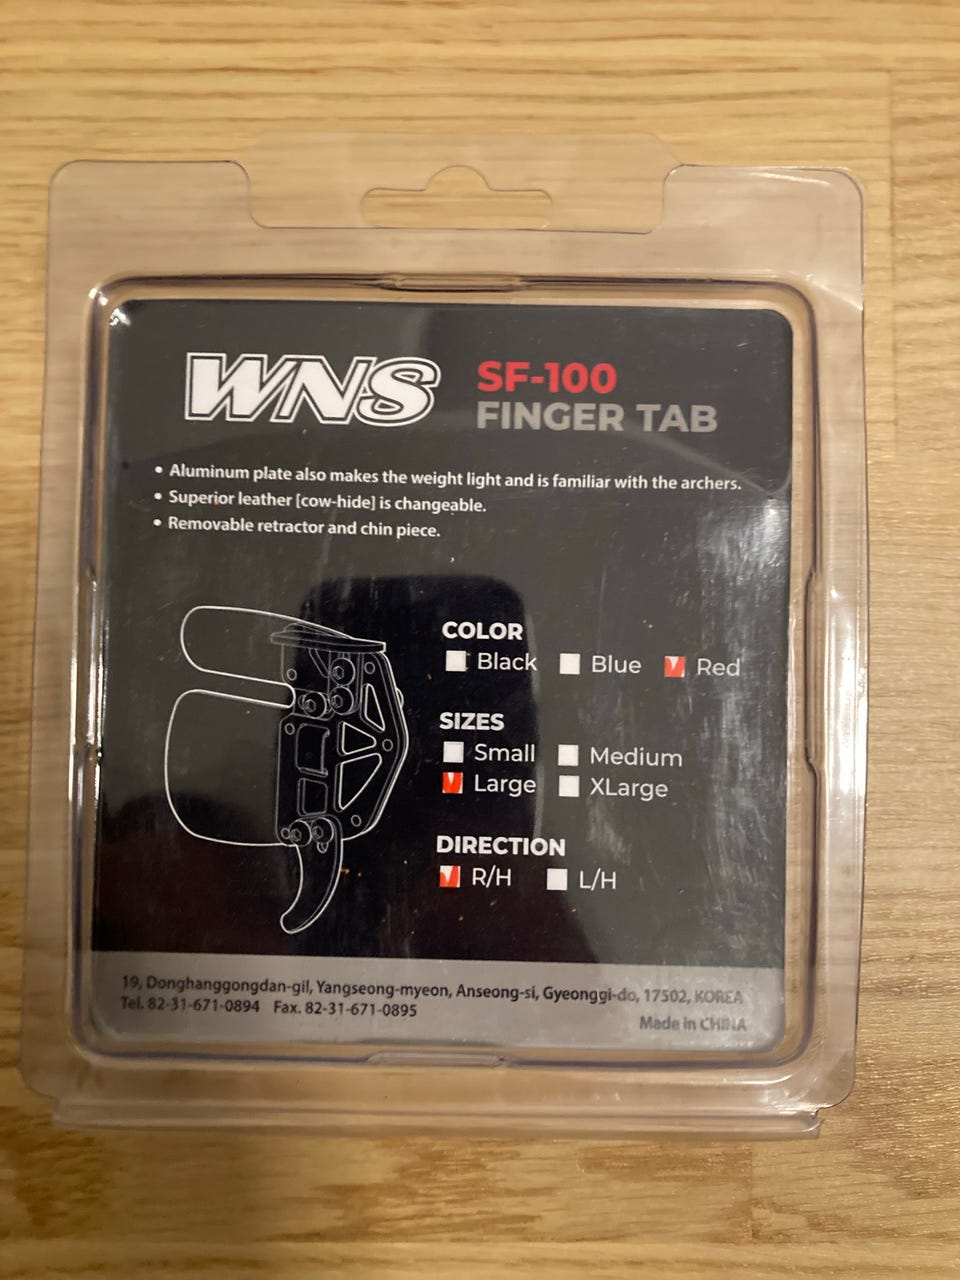 WNS
SF-100
FINGER TAB
• Aluminum plate also makes the weight light and is familiar with the archers.
• Superior leather [cow-hide] is changeable.
• Removable retractor and chin piece.
COLOR
Black Blue Red
SIZES
Small Medium
Large XLarge
DIRECTION
R/H L/H
19, Donghanggongdan-gil, Yangseong-myeon, Anseong-si, Gyeonggi-do, 17502, KOREA
Tel. 82-31-671-0894 Fax. 82-31-671-0895
Made in CHINA